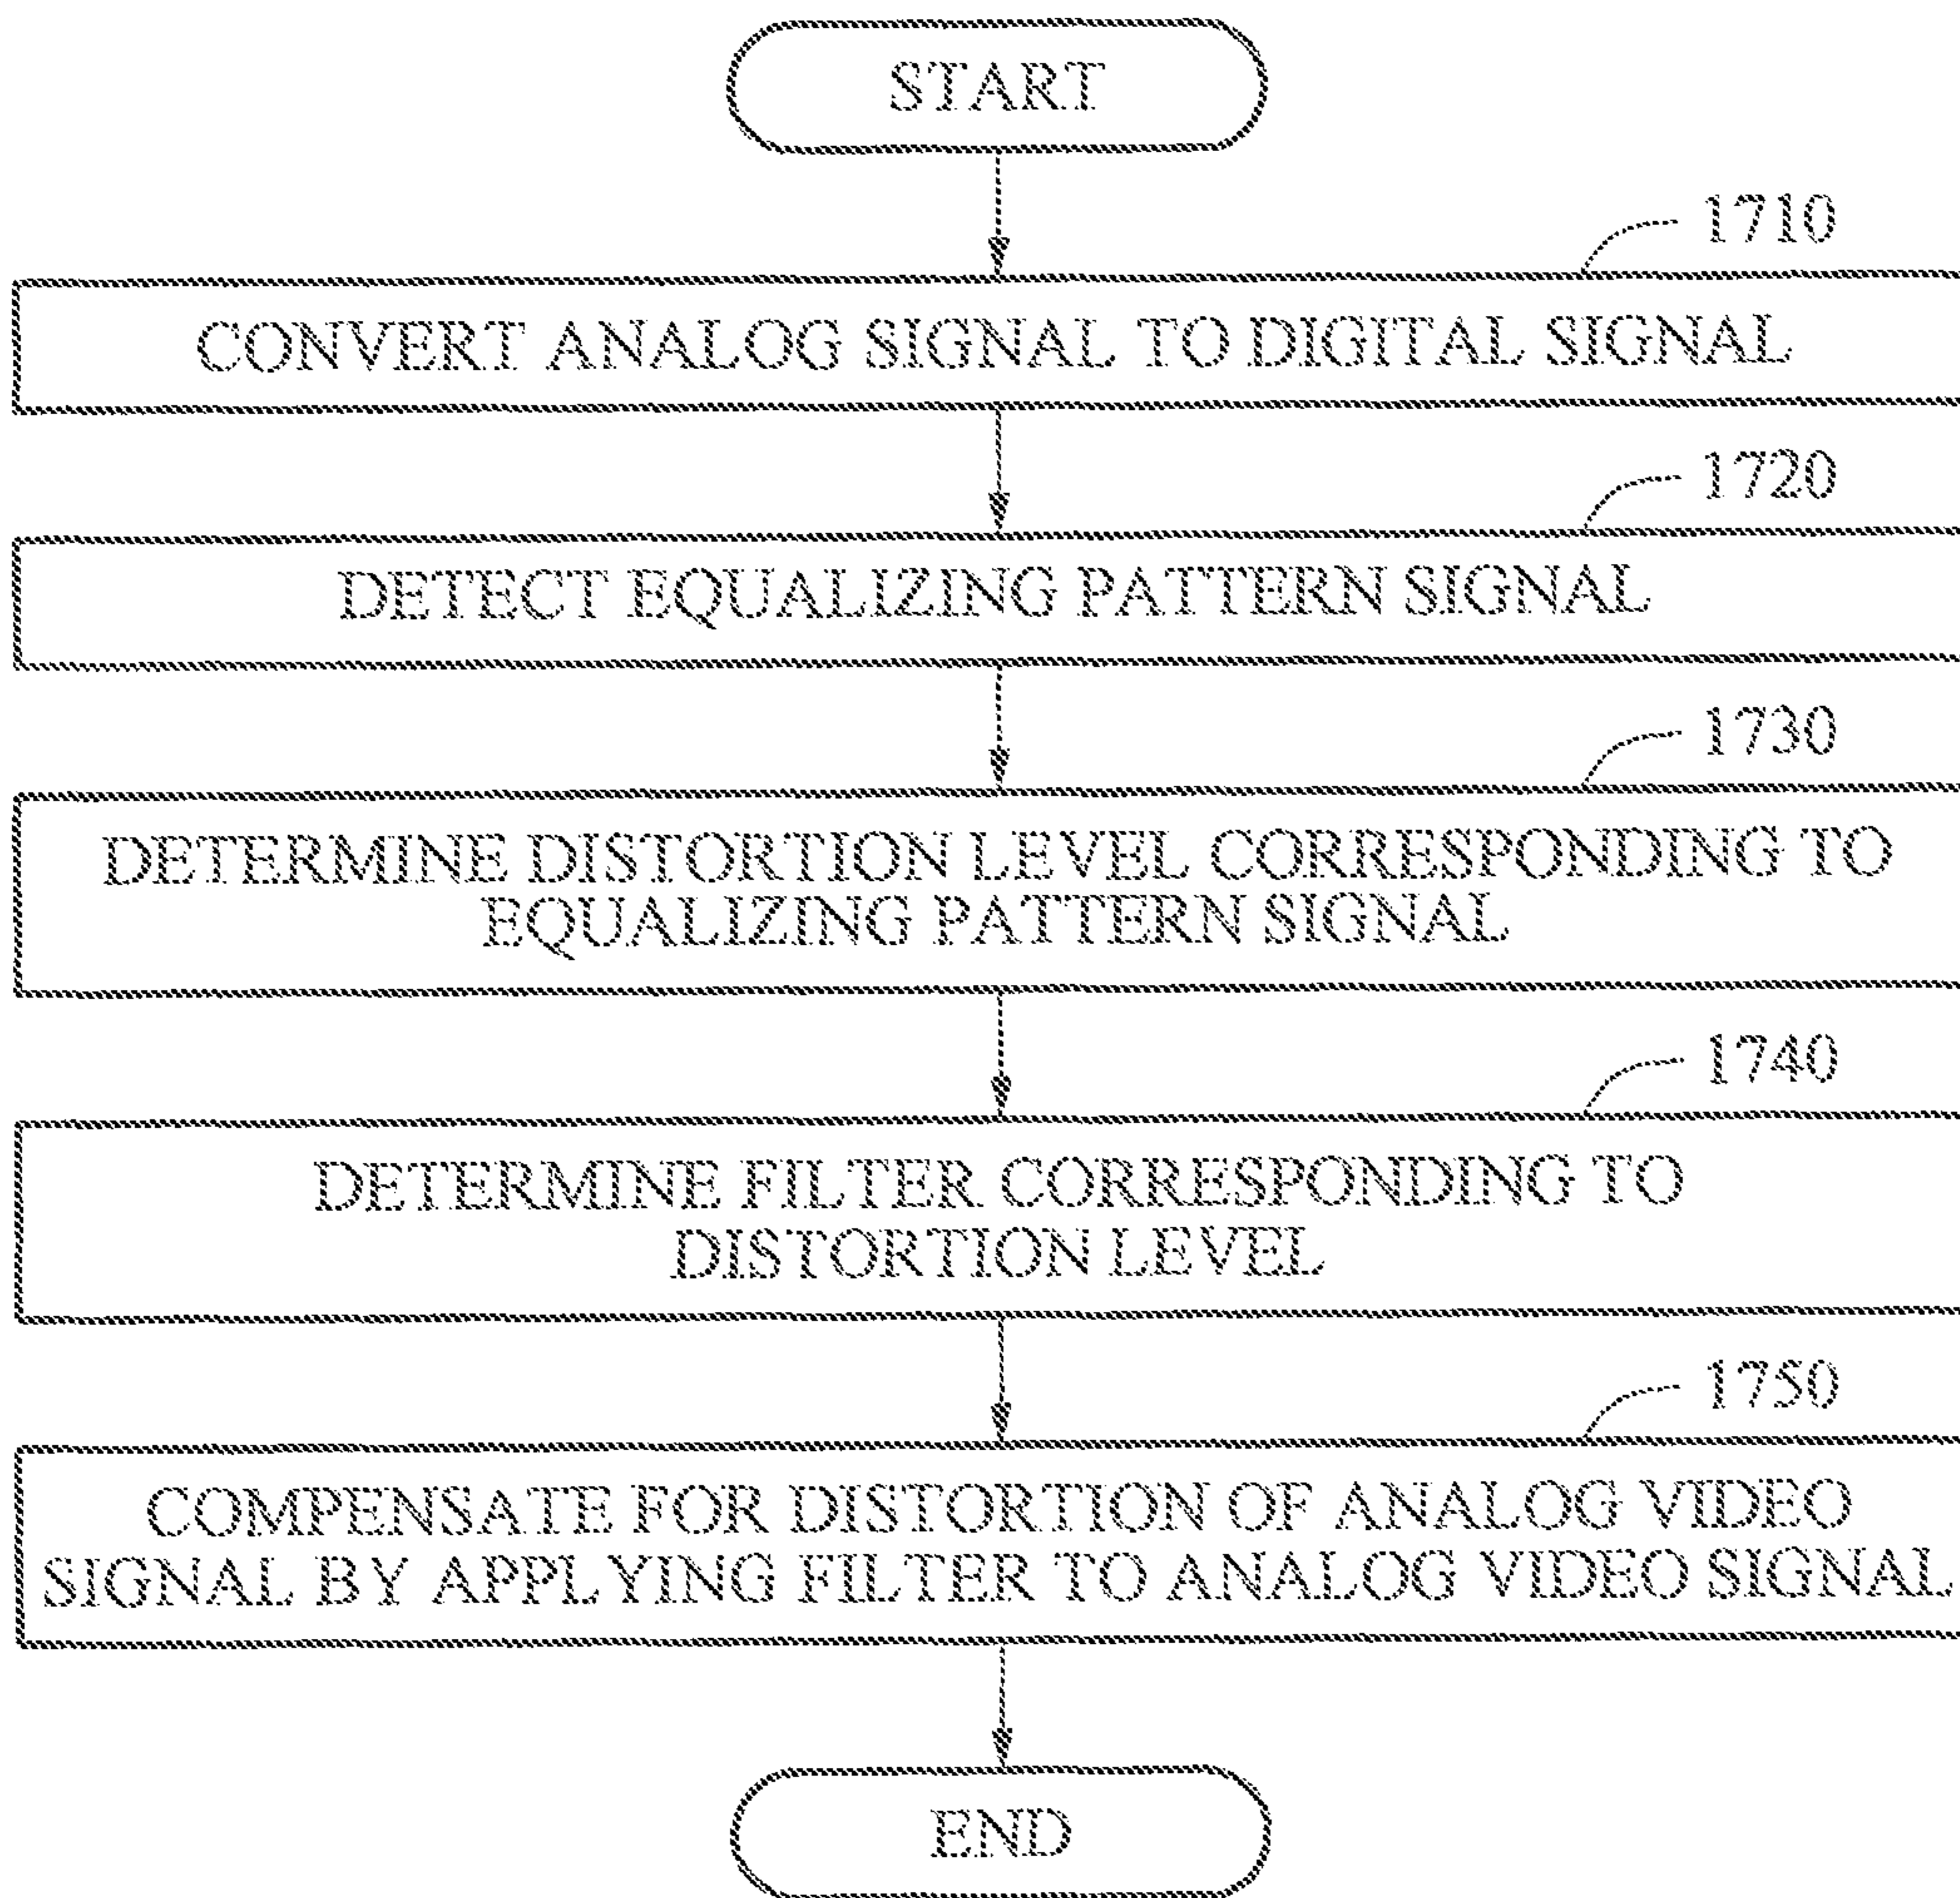 START
1710
CONVERT ANALOG SIGNAL TO DIGITAL SIGNAL
1720
DETECT EQUALIZING PATTERN SIGNAL
1730
DETERMINE DISTORTION LEVEL CORRESPONDING TO
EQUALIZING PATTERN SIGNAL
1740
DETERMINE FILTER CORRESPONDING TO
DISTORTION LEVEL
1750
COMPENSATE FOR DISTORTION OF ANALOG VIDEO
SIGNAL BY APPLYING FILTER TO ANALOG VIDEO SIGNAL
END